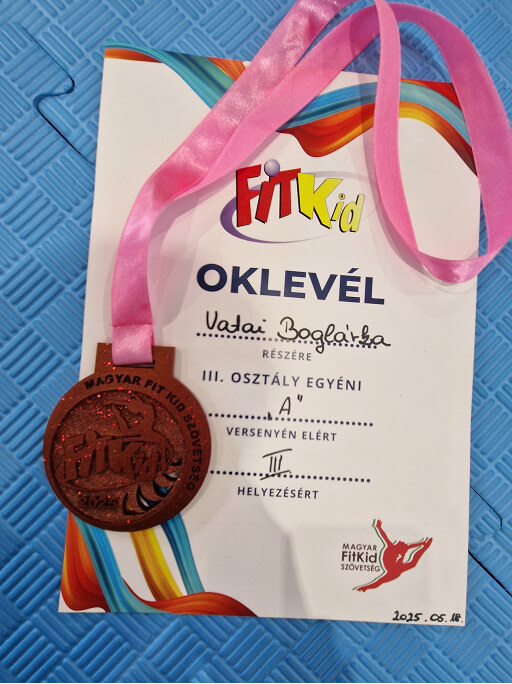 FiTKid
OKLEVÉL
Vatai Boglárka
RÉSZÉRE
III. OSZTÁLY EGYÉNI
„A"
VERSENYÉN ELÉRT
III
HELYEZÉSÉRT
MAGYAR
FitKid
SZÖVETSÉG
2025.05.18.
MAGYAR FIT KID SZÖVETSÉG
FiTKid